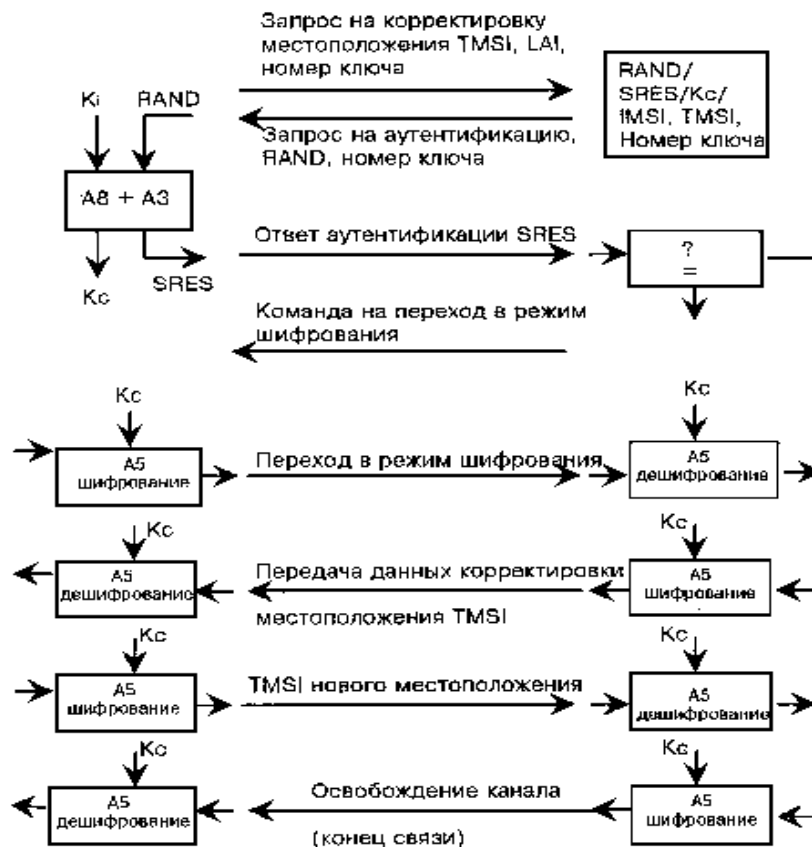 Запрос на корректировку
местоположения TMSI, LAI,
номер ключа
Ki
RAND
RAND/
SRES/Kc/
IMSI, TMSI,
Номер ключа
Запрос на аутентификацию,
RAND, номер ключа
A8 + A3
Ответ аутентификации SRES
?
=
Kc
SRES
Команда на переход в режим
шифрования
Kc
Kc
A5
шифрование
Переход в режим шифрования
A5
дешифрование
Kc
Kc
A5
дешифрование
Передача данных корректировки
местоположения TMSI
A5
шифрование
Kc
Kc
A5
шифрование
TMSI нового местоположения
A5
дешифрование
Kc
Kc
A5
дешифрование
Освобождение канала
(конец связи)
A5
шифрование